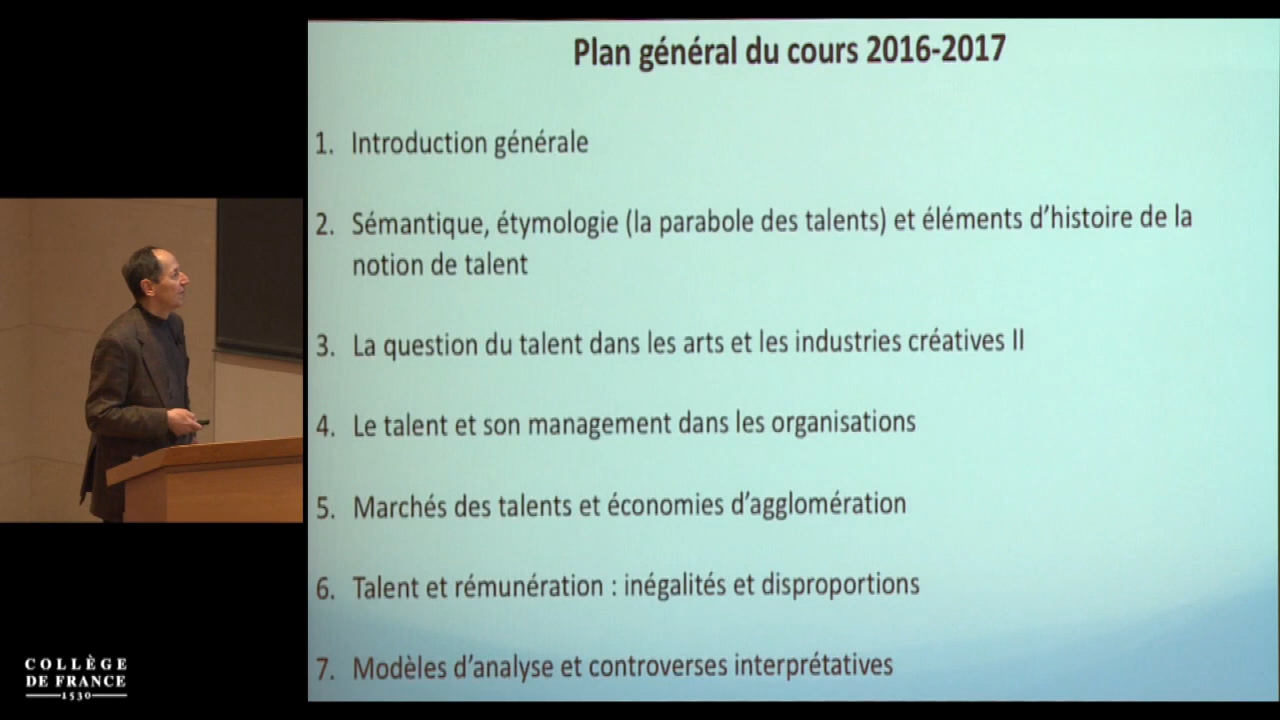 Plan général du cours 2016-2017
1. Introduction générale
2. Sémantique, étymologie (la parabole des talents) et éléments d’histoire de la
notion de talent
3. La question du talent dans les arts et les industries créatives II
4. Le talent et son management dans les organisations
5. Marchés des talents et économies d’agglomération
6. Talent et rémunération : inégalités et disproportions
7. Modèles d’analyse et controverses interprétatives
COLLÈGE
DE FRANCE
1530